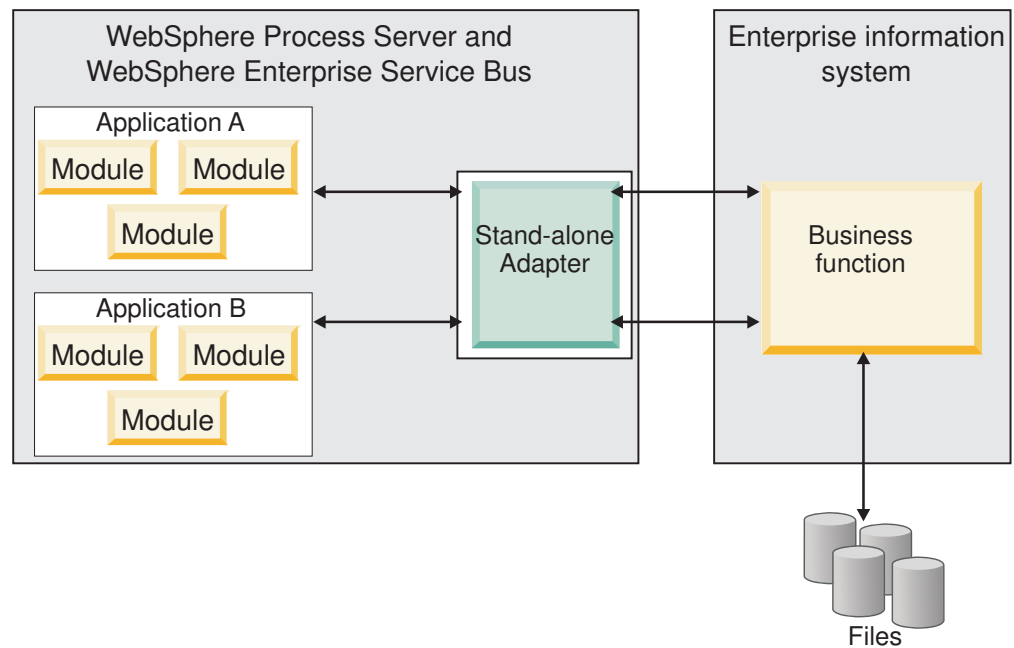 WebSphere Process Server and
WebSphere Enterprise Service Bus
Application A
Module
Module
Module
Application B
Module
Module
Module
Stand-alone
Adapter
Enterprise information
system
Business
function
Files